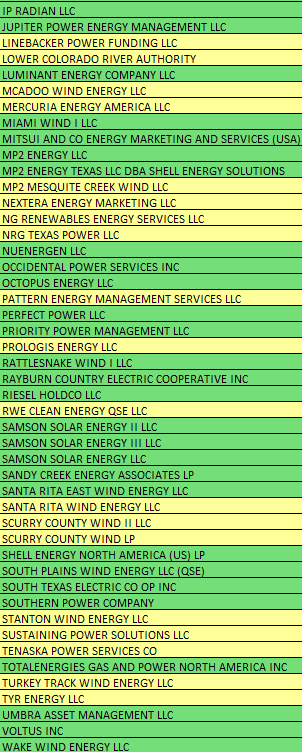 IP RADIAN LLC
JUPITER POWER ENERGY MANAGEMENT LLC
LINEBACKER POWER FUNDING LLC
LOWER COLORADO RIVER AUTHORITY
LUMINANT ENERGY COMPANY LLC
MCADOO WIND ENERGY LLC
MERCURIA ENERGY AMERICA LLC
MIAMI WIND I LLC
MITSUI AND CO ENERGY MARKETING AND SERVICES (USA)
MP2 ENERGY LLC
MP2 ENERGY TEXAS LLC DBA SHELL ENERGY SOLUTIONS
MP2 MESQUITE CREEK WIND LLC
NEXTERA ENERGY MARKETING LLC
NG RENEWABLES ENERGY SERVICES LLC
NRG TEXAS POWER LLC
NUENERGEN LLC
OCCIDENTAL POWER SERVICES INC
OCTOPUS ENERGY LLC
PATTERN ENERGY MANAGEMENT SERVICES LLC
PERFECT POWER LLC
PRIORITY POWER MANAGEMENT LLC
PROLOGIS ENERGY LLC
RATTLESNAKE WIND I LLC
RAYBURN COUNTRY ELECTRIC COOPERATIVE INC
RIESEL HOLDCO LLC
RWE CLEAN ENERGY QSE LLC
SAMSON SOLAR ENERGY II LLC
SAMSON SOLAR ENERGY III LLC
SAMSON SOLAR ENERGY LLC
SANDY CREEK ENERGY ASSOCIATES LP
SANTA RITA EAST WIND ENERGY LLC
SANTA RITA WIND ENERGY LLC
SCURRY COUNTY WIND II LLC
SCURRY COUNTY WIND LP
SHELL ENERGY NORTH AMERICA (US) LP
SOUTH PLAINS WIND ENERGY LLC (QSE)
SOUTH TEXAS ELECTRIC CO OP INC
SOUTHERN POWER COMPANY
STANTON WIND ENERGY LLC
SUSTAINING POWER SOLUTIONS LLC
TENASKA POWER SERVICES CO
TOTALENERGIES GAS AND POWER NORTH AMERICA INC
TURKEY TRACK WIND ENERGY LLC
TYR ENERGY LLC
UMBRA ASSET MANAGEMENT LLC
VOLTUS INC
WAKE WIND ENERGY LLC